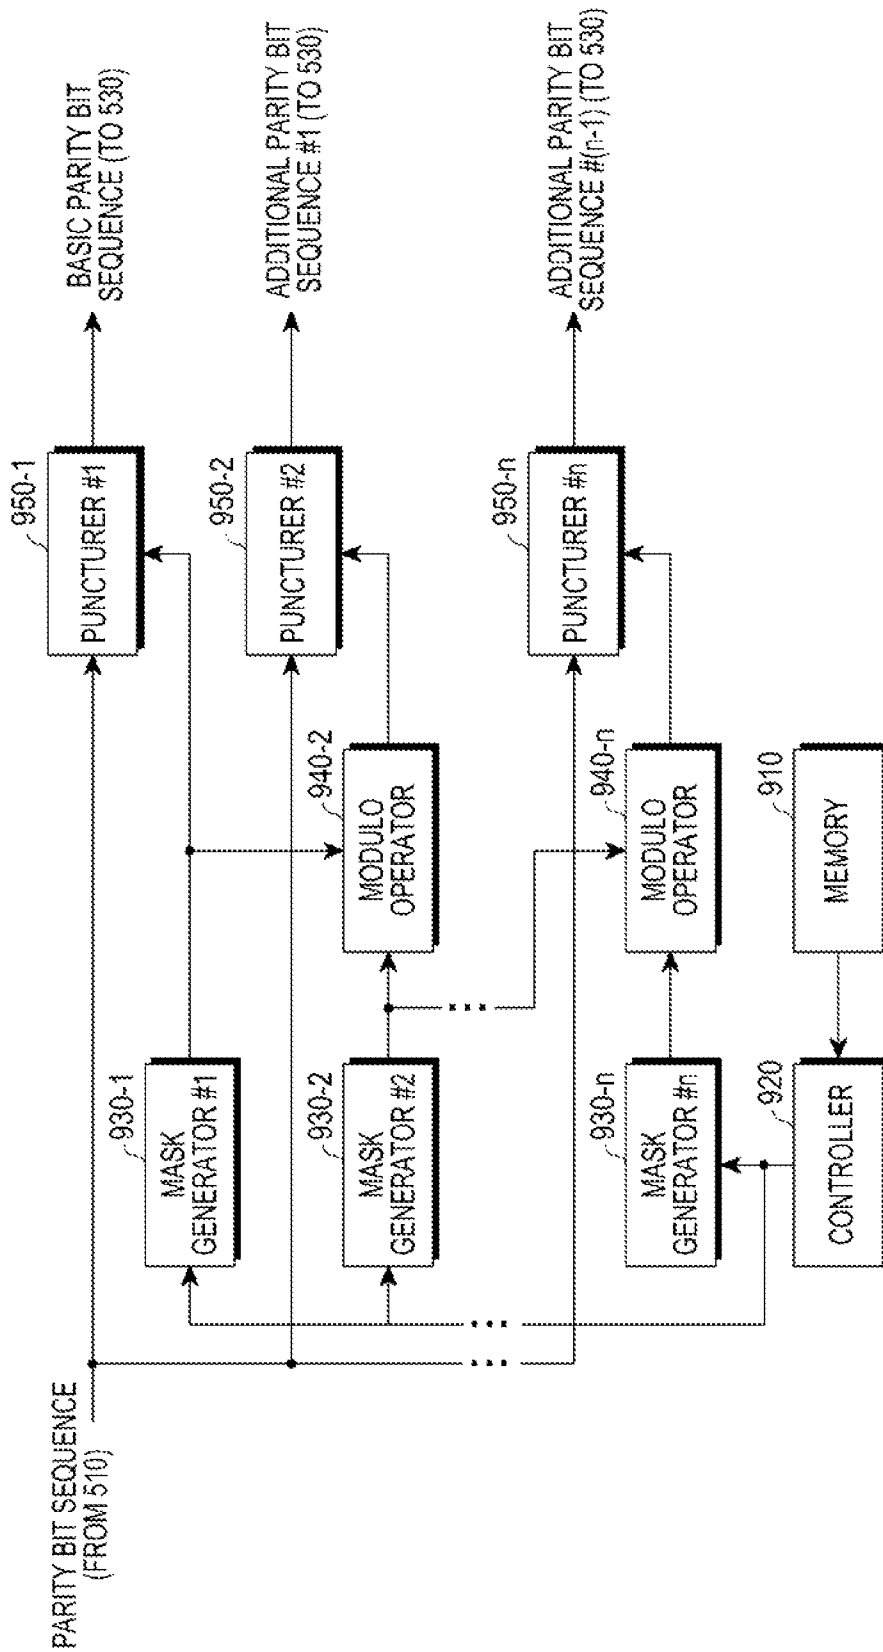 PARITY BIT SEQUENCE
(FROM 510)
BASIC PARITY BIT
SEQUENCE (TO 530)
950-1
PUNCTURER #1
930-1
MASK
GENERATOR #1
ADDITIONAL PARITY BIT
SEQUENCE #1 (TO 530)
950-2
PUNCTURER #2
940-2
MODULO
OPERATOR
930-2
MASK
GENERATOR #2
ADDITIONAL PARITY BIT
SEQUENCE #(n-1) (TO 530)
950-n
PUNCTURER #n
940-n
MODULO
OPERATOR
930-n
MASK
GENERATOR #n
920
CONTROLLER
910
MEMORY